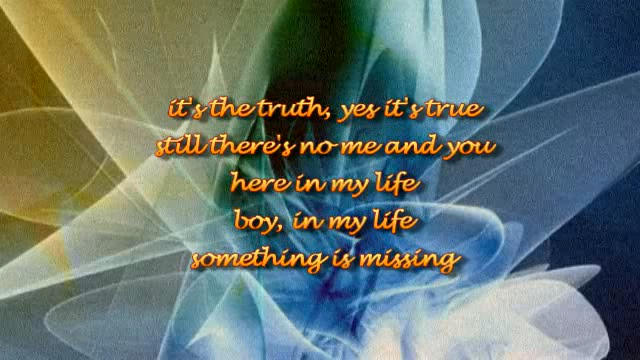 it's the truth, yes it's true
still there's no me and you
here in my life
boy, in my life
something is missing